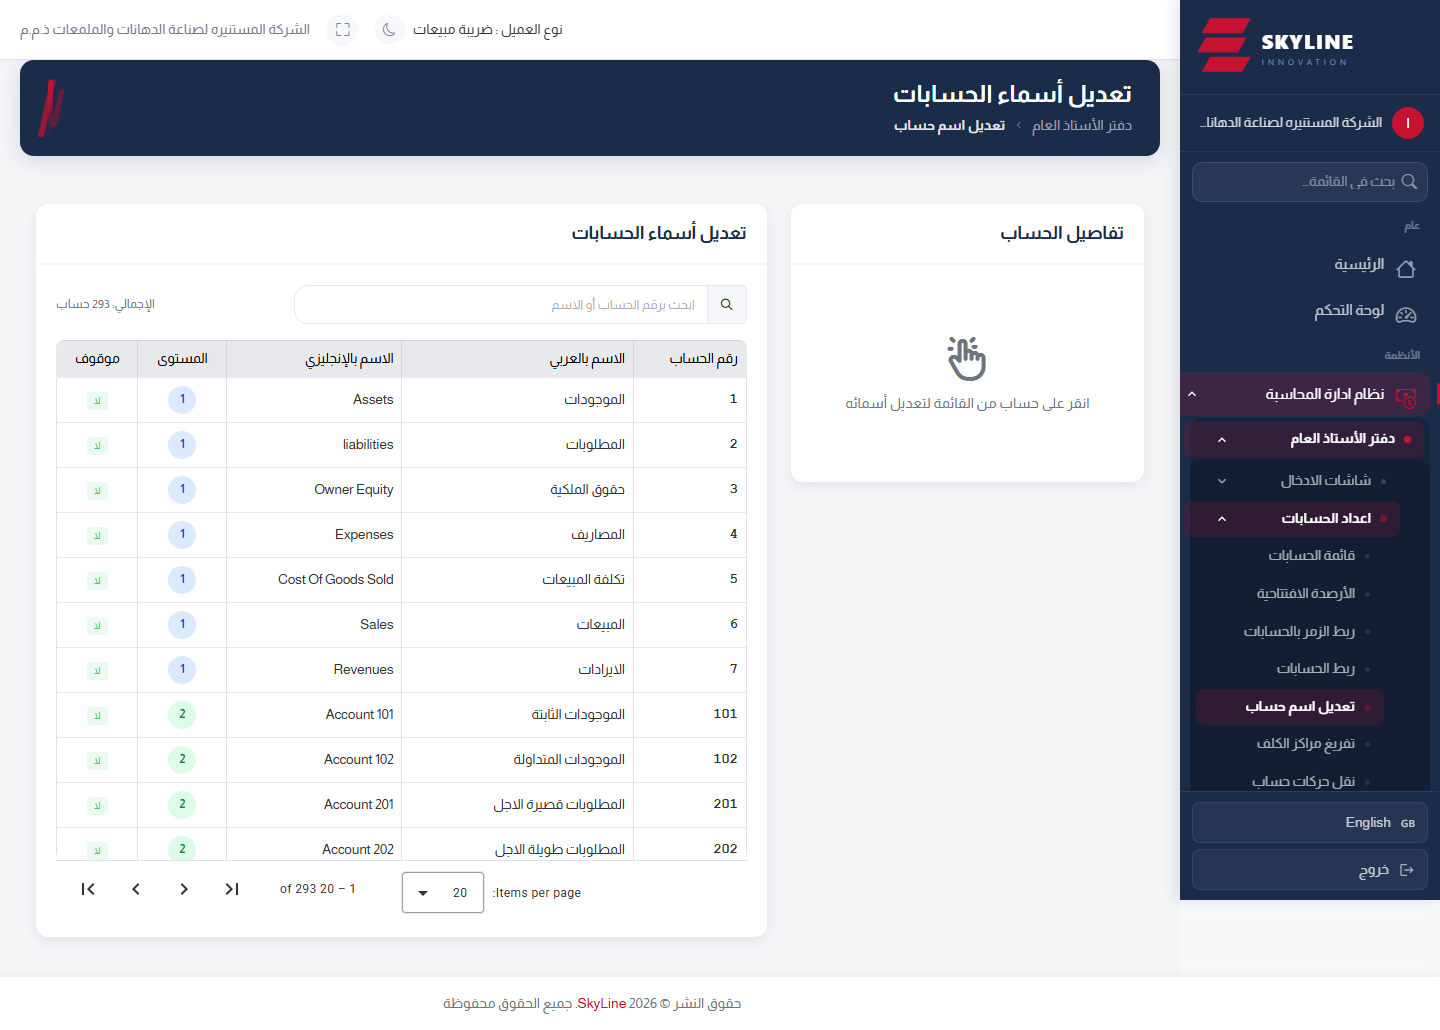 SKYLINE
INNOVATION
ا
الشركة المستنيره لصناعة الدهانا...
بحث في القائمة...
عام
الرئيسية
لوحة التحكم
الأنظمة
نظام ادارة المحاسبة
دفتر الأستاذ العام
شاشات الادخال
اعداد الحسابات
قائمة الحسابات
الأرصدة الافتتاحية
ربط الزمر بالحسابات
ربط الحسابات
تعديل اسم حساب
تفريغ مراكز الكلف
نقل حركات حساب
GB English
خروج
نوع العميل : ضريبة مبيعات
الشركة المستنيره لصناعة الدهانات والملمعات ذ.م.م
تعديل أسماء الحسابات
دفتر الأستاذ العام › تعديل اسم حساب
تفاصيل الحساب
انقر على حساب من القائمة لتعديل أسمائه
تعديل أسماء الحسابات
ابحث برقم الحساب أو الاسم
الإجمالي: 293 حساب
رقم الحساب الاسم بالعربي الاسم بالإنجليزي المستوى موقوف
1 الموجودات Assets 1 لا
2 المطلوبات liabilities 1 لا
3 حقوق الملكية Owner Equity 1 لا
4 المصاريف Expenses 1 لا
5 تكلفة المبيعات Cost Of Goods Sold 1 لا
6 المبيعات Sales 1 لا
7 الايرادات Revenues 1 لا
101 الموجودات الثابتة Account 101 2 لا
102 الموجودات المتداولة Account 102 2 لا
201 المطلوبات قصيرة الاجل Account 201 2 لا
202 المطلوبات طويلة الاجل Account 202 2 لا
Items per page:
20
1 – 20 of 293
حقوق النشر © 2026 SkyLine. جميع الحقوق محفوظة